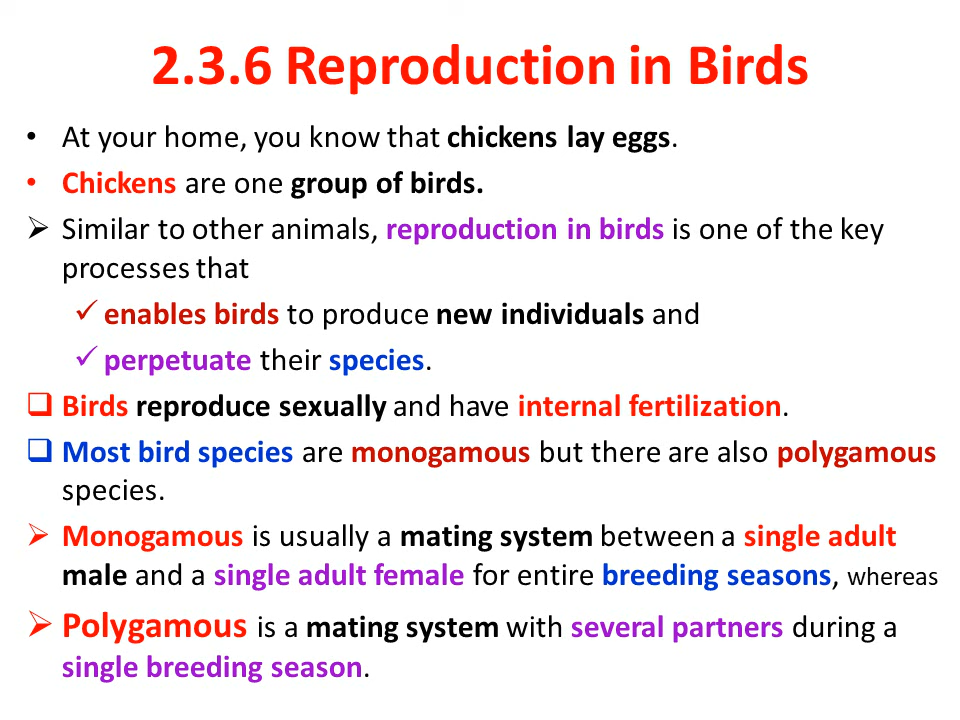 2.3.6 Reproduction in Birds
• At your home, you know that chickens lay eggs.
• Chickens are one group of birds.
➢ Similar to other animals, reproduction in birds is one of the key
processes that
✓ enables birds to produce new individuals and
✓ perpetuate their species.
❑ Birds reproduce sexually and have internal fertilization.
❑ Most bird species are monogamous but there are also polygamous
species.
➢ Monogamous is usually a mating system between a single adult
male and a single adult female for entire breeding seasons, whereas
➢ Polygamous is a mating system with several partners during a
single breeding season.